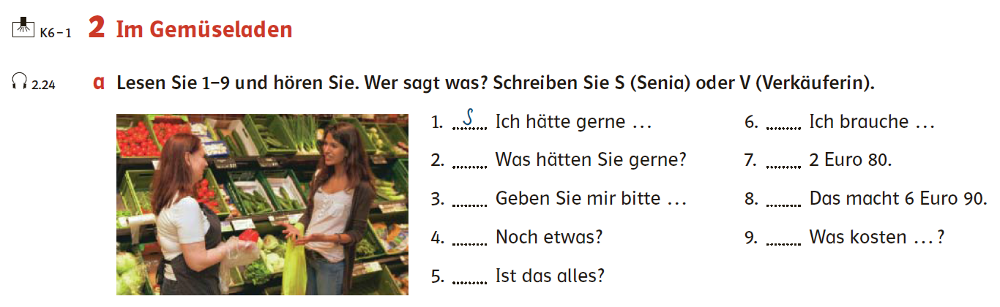 K6–1 2 Im Gemüseladen
2.24 a Lesen Sie 1–9 und hören Sie. Wer sagt was? Schreiben Sie S (Senia) oder V (Verkäuferin).
1. S Ich hätte gerne …
2. ........ Was hätten Sie gerne?
3. ........ Geben Sie mir bitte …
4. ........ Noch etwas?
5. ........ Ist das alles?
6. ........ Ich brauche …
7. ........ 2 Euro 80.
8. ........ Das macht 6 Euro 90.
9. ........ Was kosten … ?